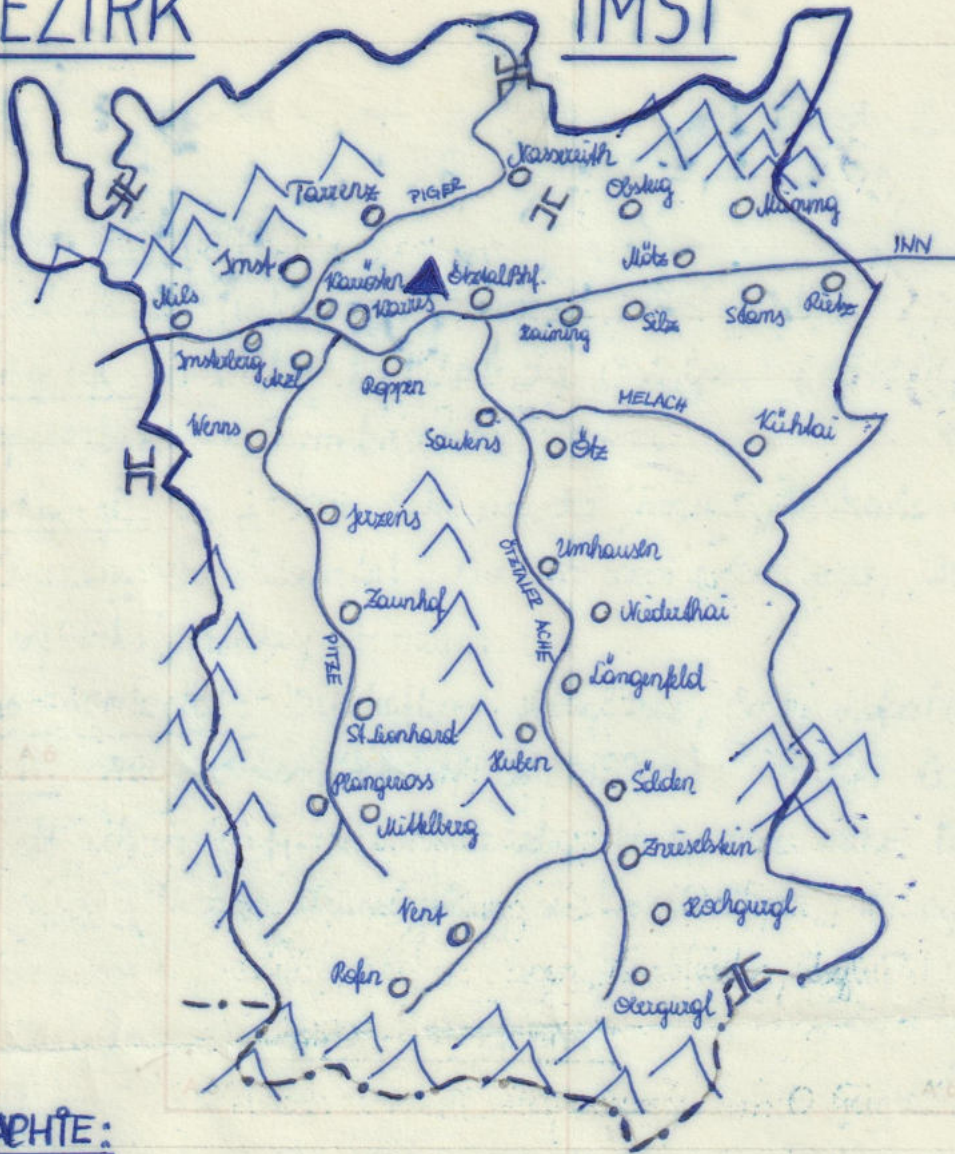 EZIRK IMST
Nassereith
Tarrenz PIGER Obsteig Mieming
INN
Imst Mötz
Karrösten Ötztal Bhf.
Mils Karres Rietz
Haiming Silz Stams
Imsterberg Arzl Roppen
MELACH
Wenns Sautens Ötz Kühtai
Jerzens
ÖTZTALER ACHE Umhausen
Zaunhof Niederthai
PITZE
Längenfeld
St. Leonhard
Huben
Plangeross Sölden
Mittelberg
Zwieselstein
Vent Hochgurgl
Rofen
Obergurgl
APHIE: